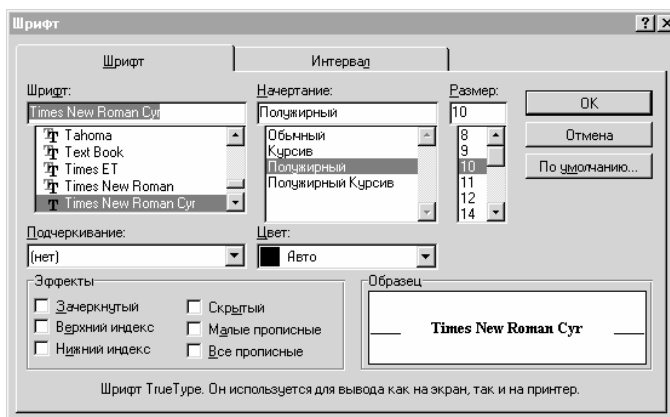 Шрифт
Шрифт
Интервал
Шрифт:
Начертание:
Размер:
Times New Roman Cyr
Полужирный
10
OK
Tahoma
Text Book
Times ET
Times New Roman
Times New Roman Cyr
Обычный
Курсив
Полужирный
Полужирный Курсив
8
9
10
11
12
14
Отмена
По умолчанию...
Подчеркивание:
Цвет:
(нет)
Авто
Эффекты
Зачеркнутый
Верхний индекс
Нижний индекс
Скрытый
Малые прописные
Все прописные
Образец
Times New Roman Cyr
Шрифт TrueType. Он используется для вывода как на экран, так и на принтер.